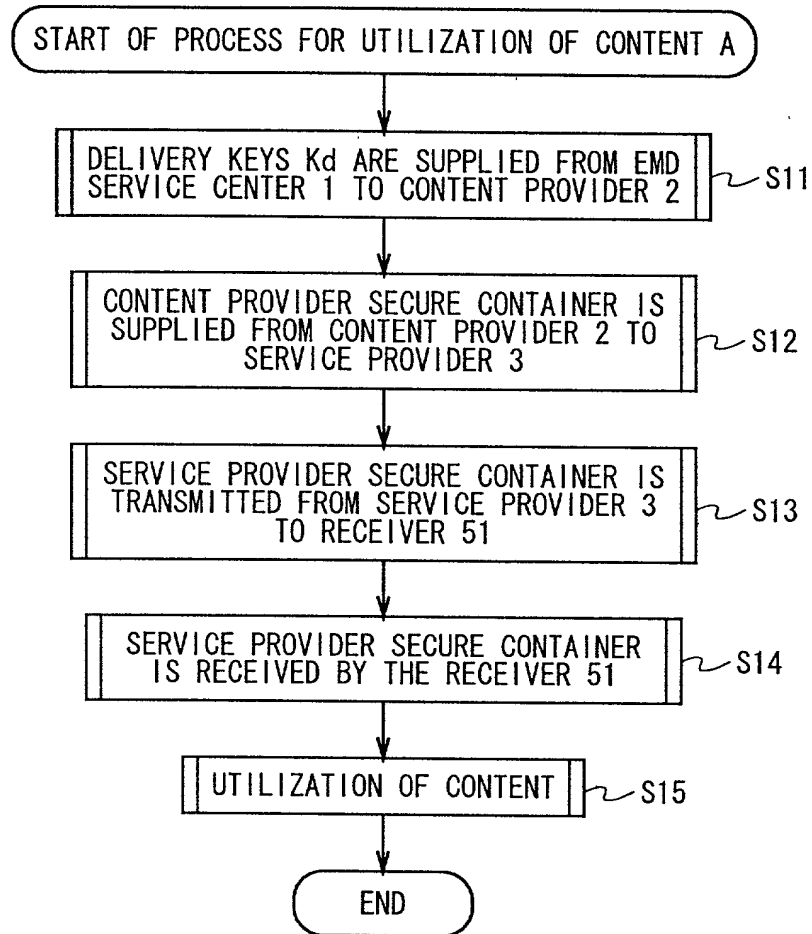 START OF PROCESS FOR UTILIZATION OF CONTENT A
DELIVERY KEYS Kd ARE SUPPLIED FROM EMD
SERVICE CENTER 1 TO CONTENT PROVIDER 2
S11
CONTENT PROVIDER SECURE CONTAINER IS
SUPPLIED FROM CONTENT PROVIDER 2 TO
SERVICE PROVIDER 3
S12
SERVICE PROVIDER SECURE CONTAINER IS
TRANSMITTED FROM SERVICE PROVIDER 3
TO RECEIVER 51
S13
SERVICE PROVIDER SECURE CONTAINER
IS RECEIVED BY THE RECEIVER 51
S14
UTILIZATION OF CONTENT
S15
END